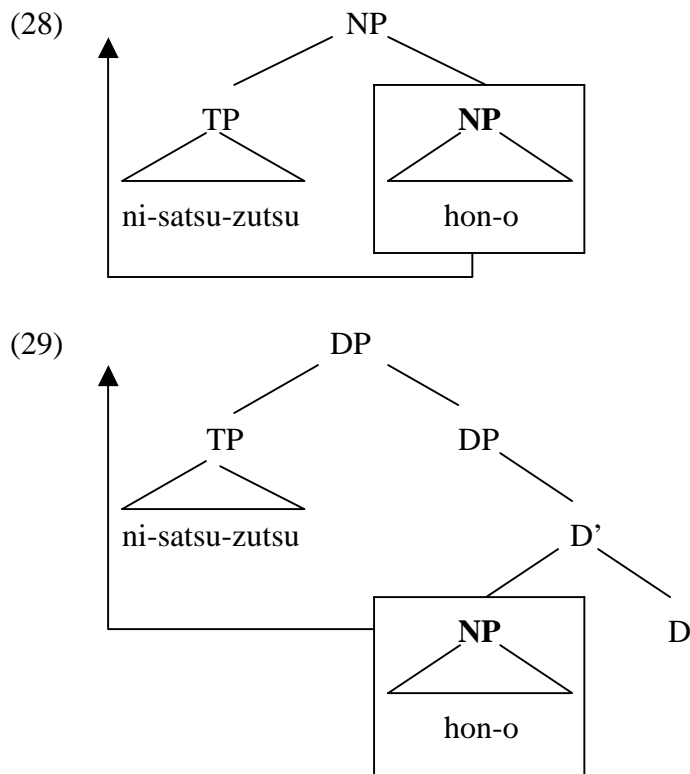 (28) NP
TP NP
ni-satsu-zutsu hon-o
(29) DP
TP DP
ni-satsu-zutsu
D’
NP D
hon-o